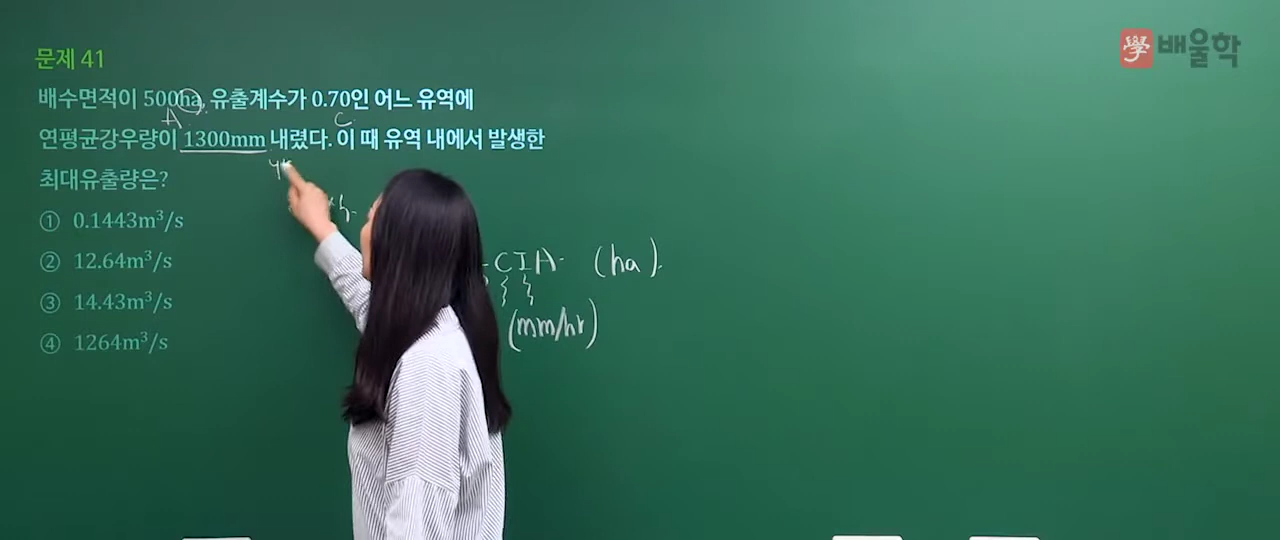 문제 41
배수면적이 500ha, 유출계수가 0.70인 어느 유역에
A C
연평균강우량이 1300mm 내렸다. 이 때 유역 내에서 발생한
최대유출량은?
① 0.1443m³/s
② 12.64m³/s
③ 14.43m³/s
④ 1264m³/s
CIA (ha).
(mm/hr)
學 배울학